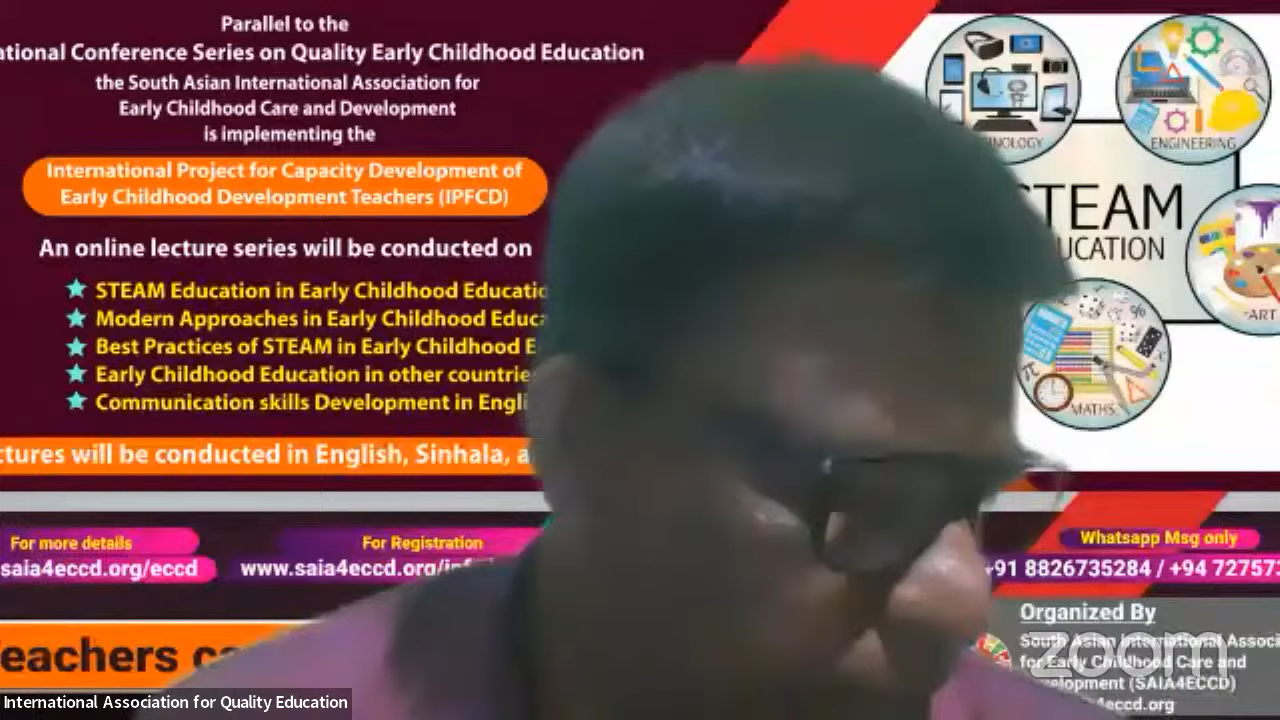 Parallel to the
ational Conference Series on Quality Early Childhood Education
the South Asian International Association for
Early Childhood Care and Development
is implementing the
International Project for Capacity Development of
Early Childhood Development Teachers (IPFCD)
An online lecture series will be conducted on
STEAM Education in Early Childhood Educatio
Modern Approaches in Early Childhood Educa
Best Practices of STEAM in Early Childhood E
Early Childhood Education in other countrie
Communication skills Development in Engli
ctures will be conducted in English, Sinhala, a
NOLOGY
ENGINEERING
STEAM
UCATION
ART
MATHS
For more details
saia4eccd.org/eccd
For Registration
www.saia4eccd.org/inf
Whatsapp Msg only
+91 8826735284 / +94 72757
eachers c
Organized By
South Asian International Associ
for Early Childhood Care and
elopment (SAIA4ECCD)
4eccd.org
zoom
International Association for Quality Education